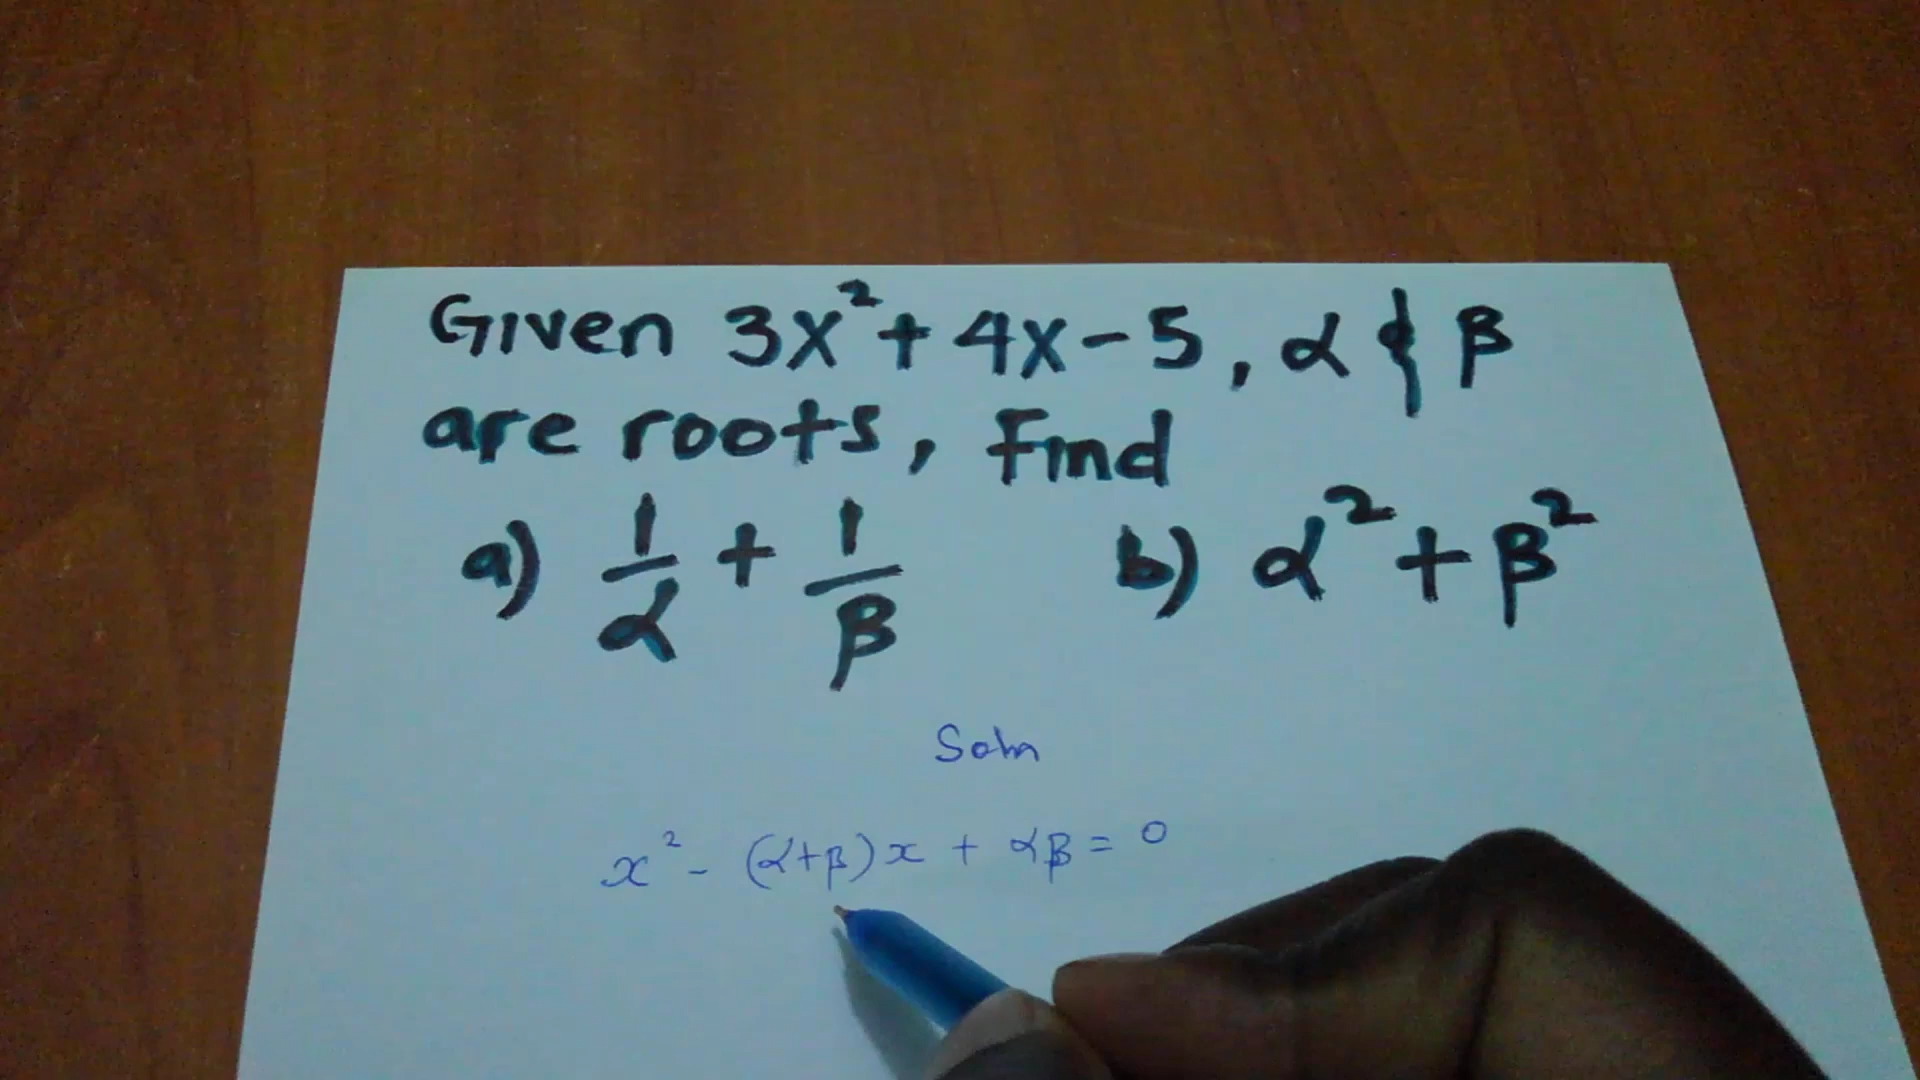 Given 3x²+4x-5, α & β
are roots, Find
a) 1/α + 1/β b) α²+β²
Soln
x² - (α+β)x + αβ = 0